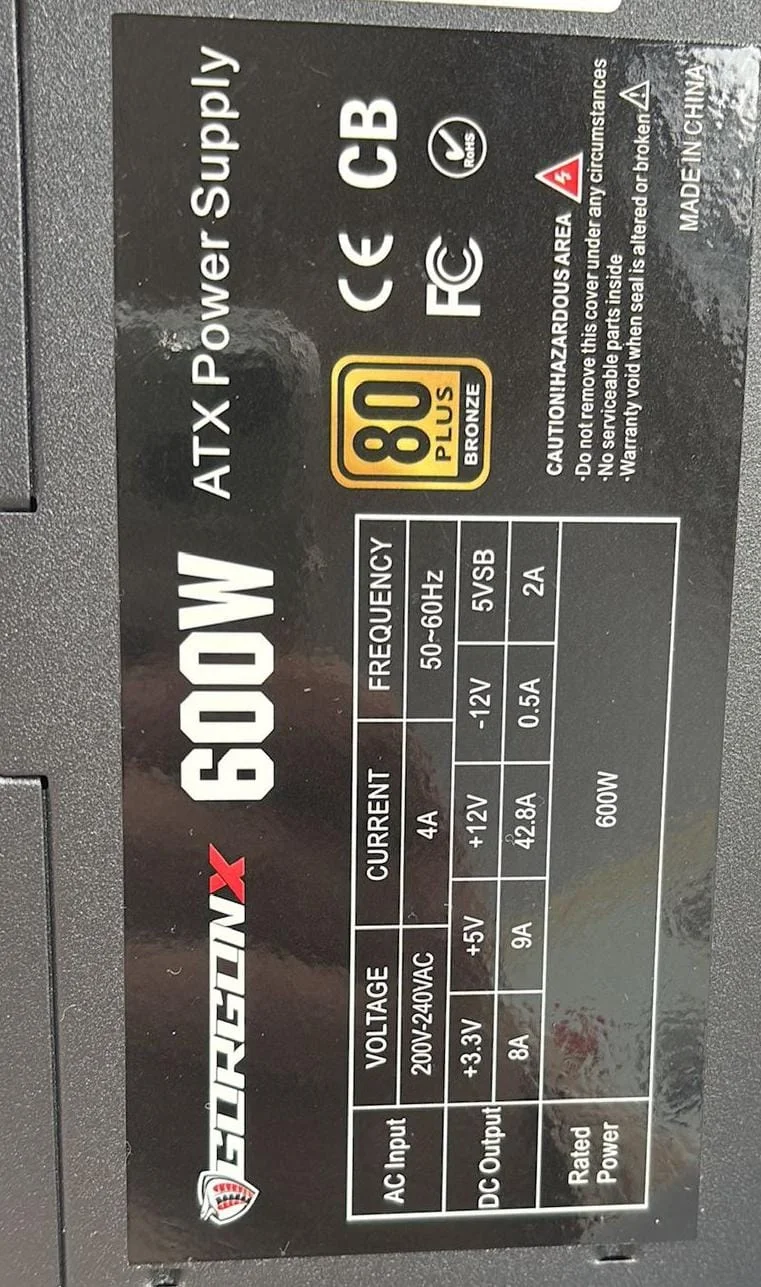 GORGONX 600W ATX Power Supply
AC Input VOLTAGE CURRENT FREQUENCY
200V-240VAC 4A 50~60Hz
DC Output +3.3V +5V +12V -12V 5VSB
8A 9A 42.8A 0.5A 2A
Rated Power 600W
80 PLUS BRONZE
CE CB
FC RoHS
CAUTION!HAZARDOUS AREA
·Do not remove this cover under any circumstances
·No serviceable parts inside
·Warranty void when seal is altered or broken
MADE IN CHINA